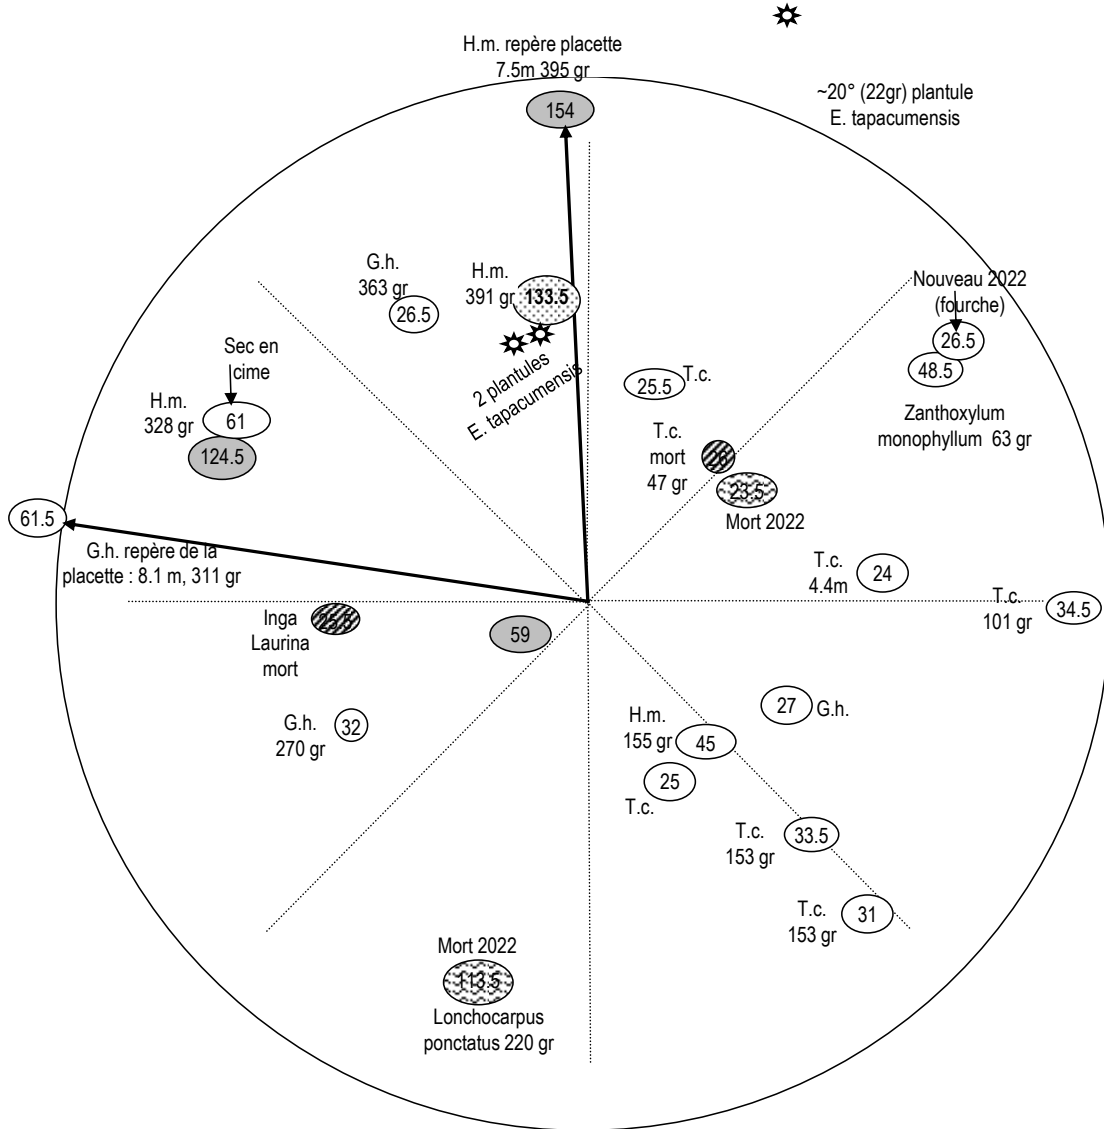 H.m. repère placette
7.5m 395 gr
154
~20° (22gr) plantule
E. tapacumensis
G.h.
363 gr
26.5
H.m.
391 gr
133.5
2 plantules
E. tapacumensis
Nouveau 2022
(fourche)
26.5
48.5
Zanthoxylum
monophyllum 63 gr
Sec en
cime
H.m.
328 gr
61
124.5
25.5
T.c.
T.c.
mort
47 gr
26
23.5
Mort 2022
61.5
G.h. repère de la
placette : 8.1 m, 311 gr
T.c.
4.4m
24
T.c.
101 gr
34.5
Inga
Laurina
mort
25.5
59
G.h.
270 gr
32
27
G.h.
H.m.
155 gr
45
25
T.c.
T.c.
153 gr
33.5
T.c.
153 gr
31
Mort 2022
113.5
Lonchocarpus
ponctatus 220 gr